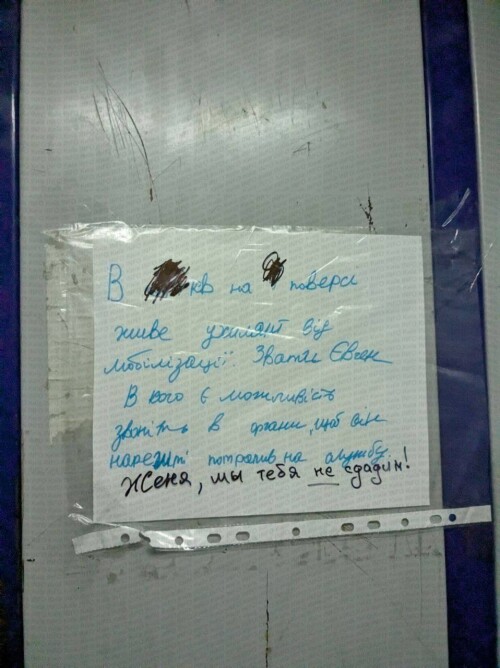 В кв на поверсі
живе ухилянт від
мобілізації. Звати Євген
В кого є можливість
звоніть в органи, щоб він
нарешті потрапив на службу.
Женя, мы тебя не сдадим!